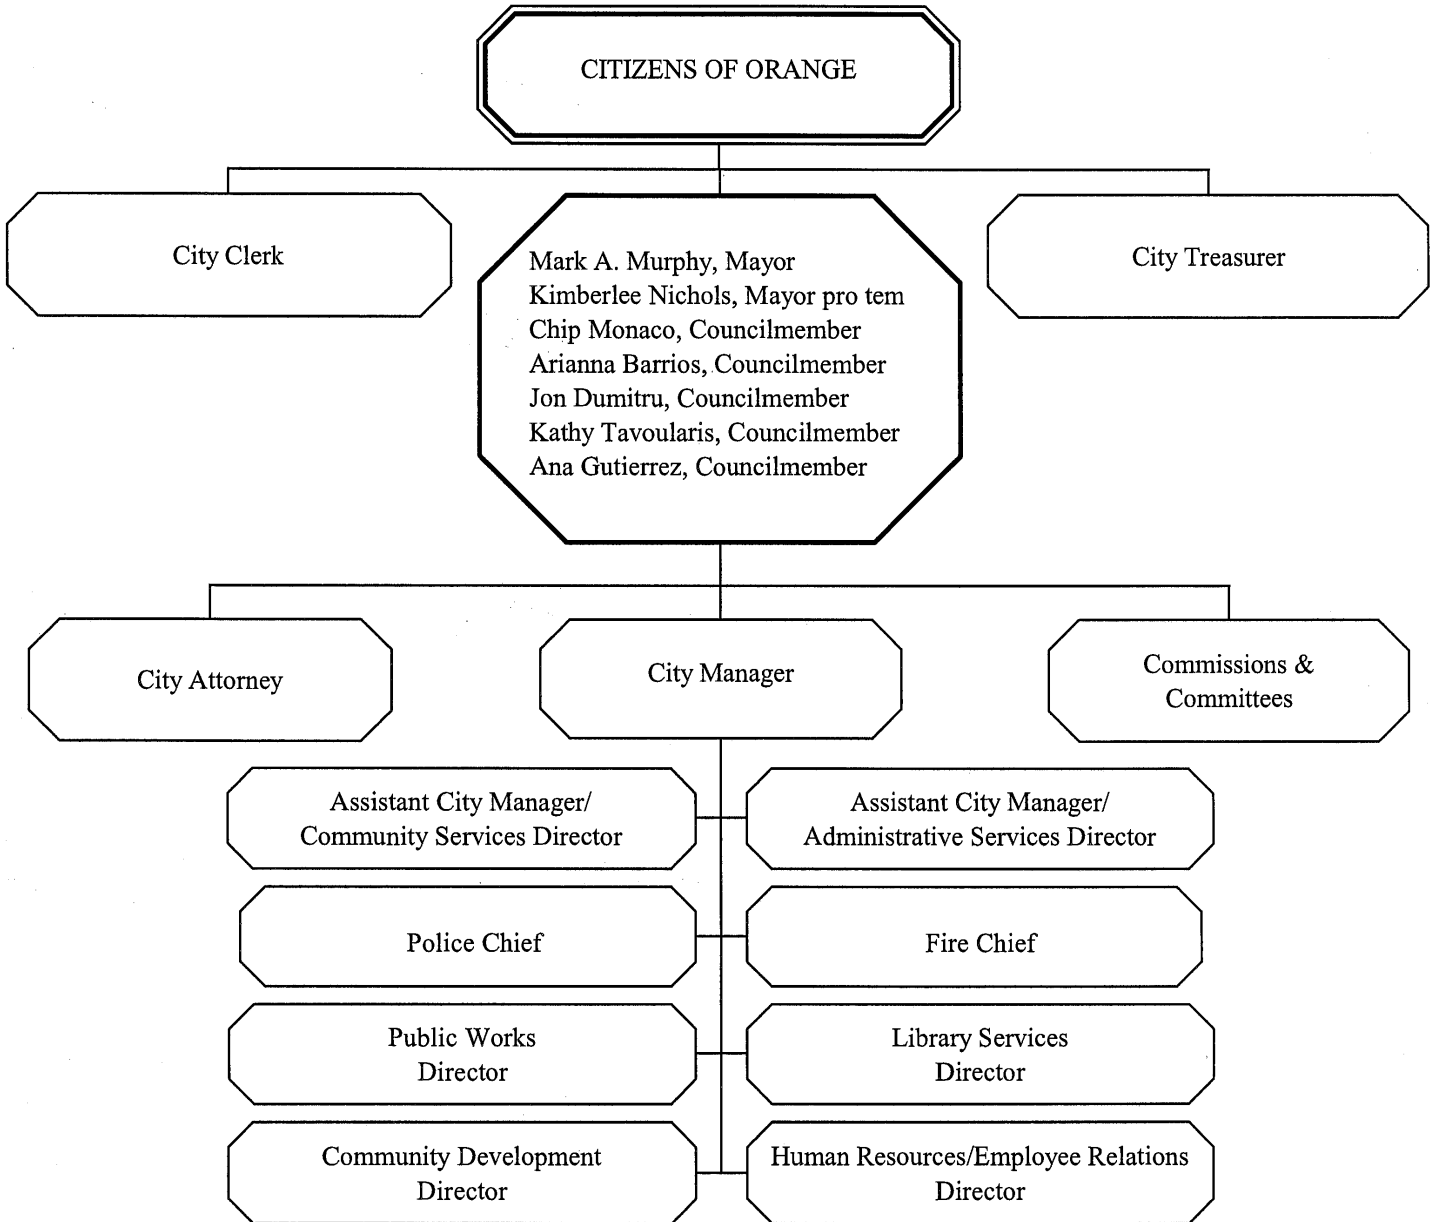 CITIZENS OF ORANGE
City Clerk
Mark A. Murphy, Mayor
Kimberlee Nichols, Mayor pro tem
Chip Monaco, Councilmember
Arianna Barrios, Councilmember
Jon Dumitru, Councilmember
Kathy Tavoularis, Councilmember
Ana Gutierrez, Councilmember
City Treasurer
City Attorney
City Manager
Commissions &
Committees
Assistant City Manager/
Community Services Director
Assistant City Manager/
Administrative Services Director
Police Chief
Fire Chief
Public Works
Director
Library Services
Director
Community Development
Director
Human Resources/Employee Relations
Director